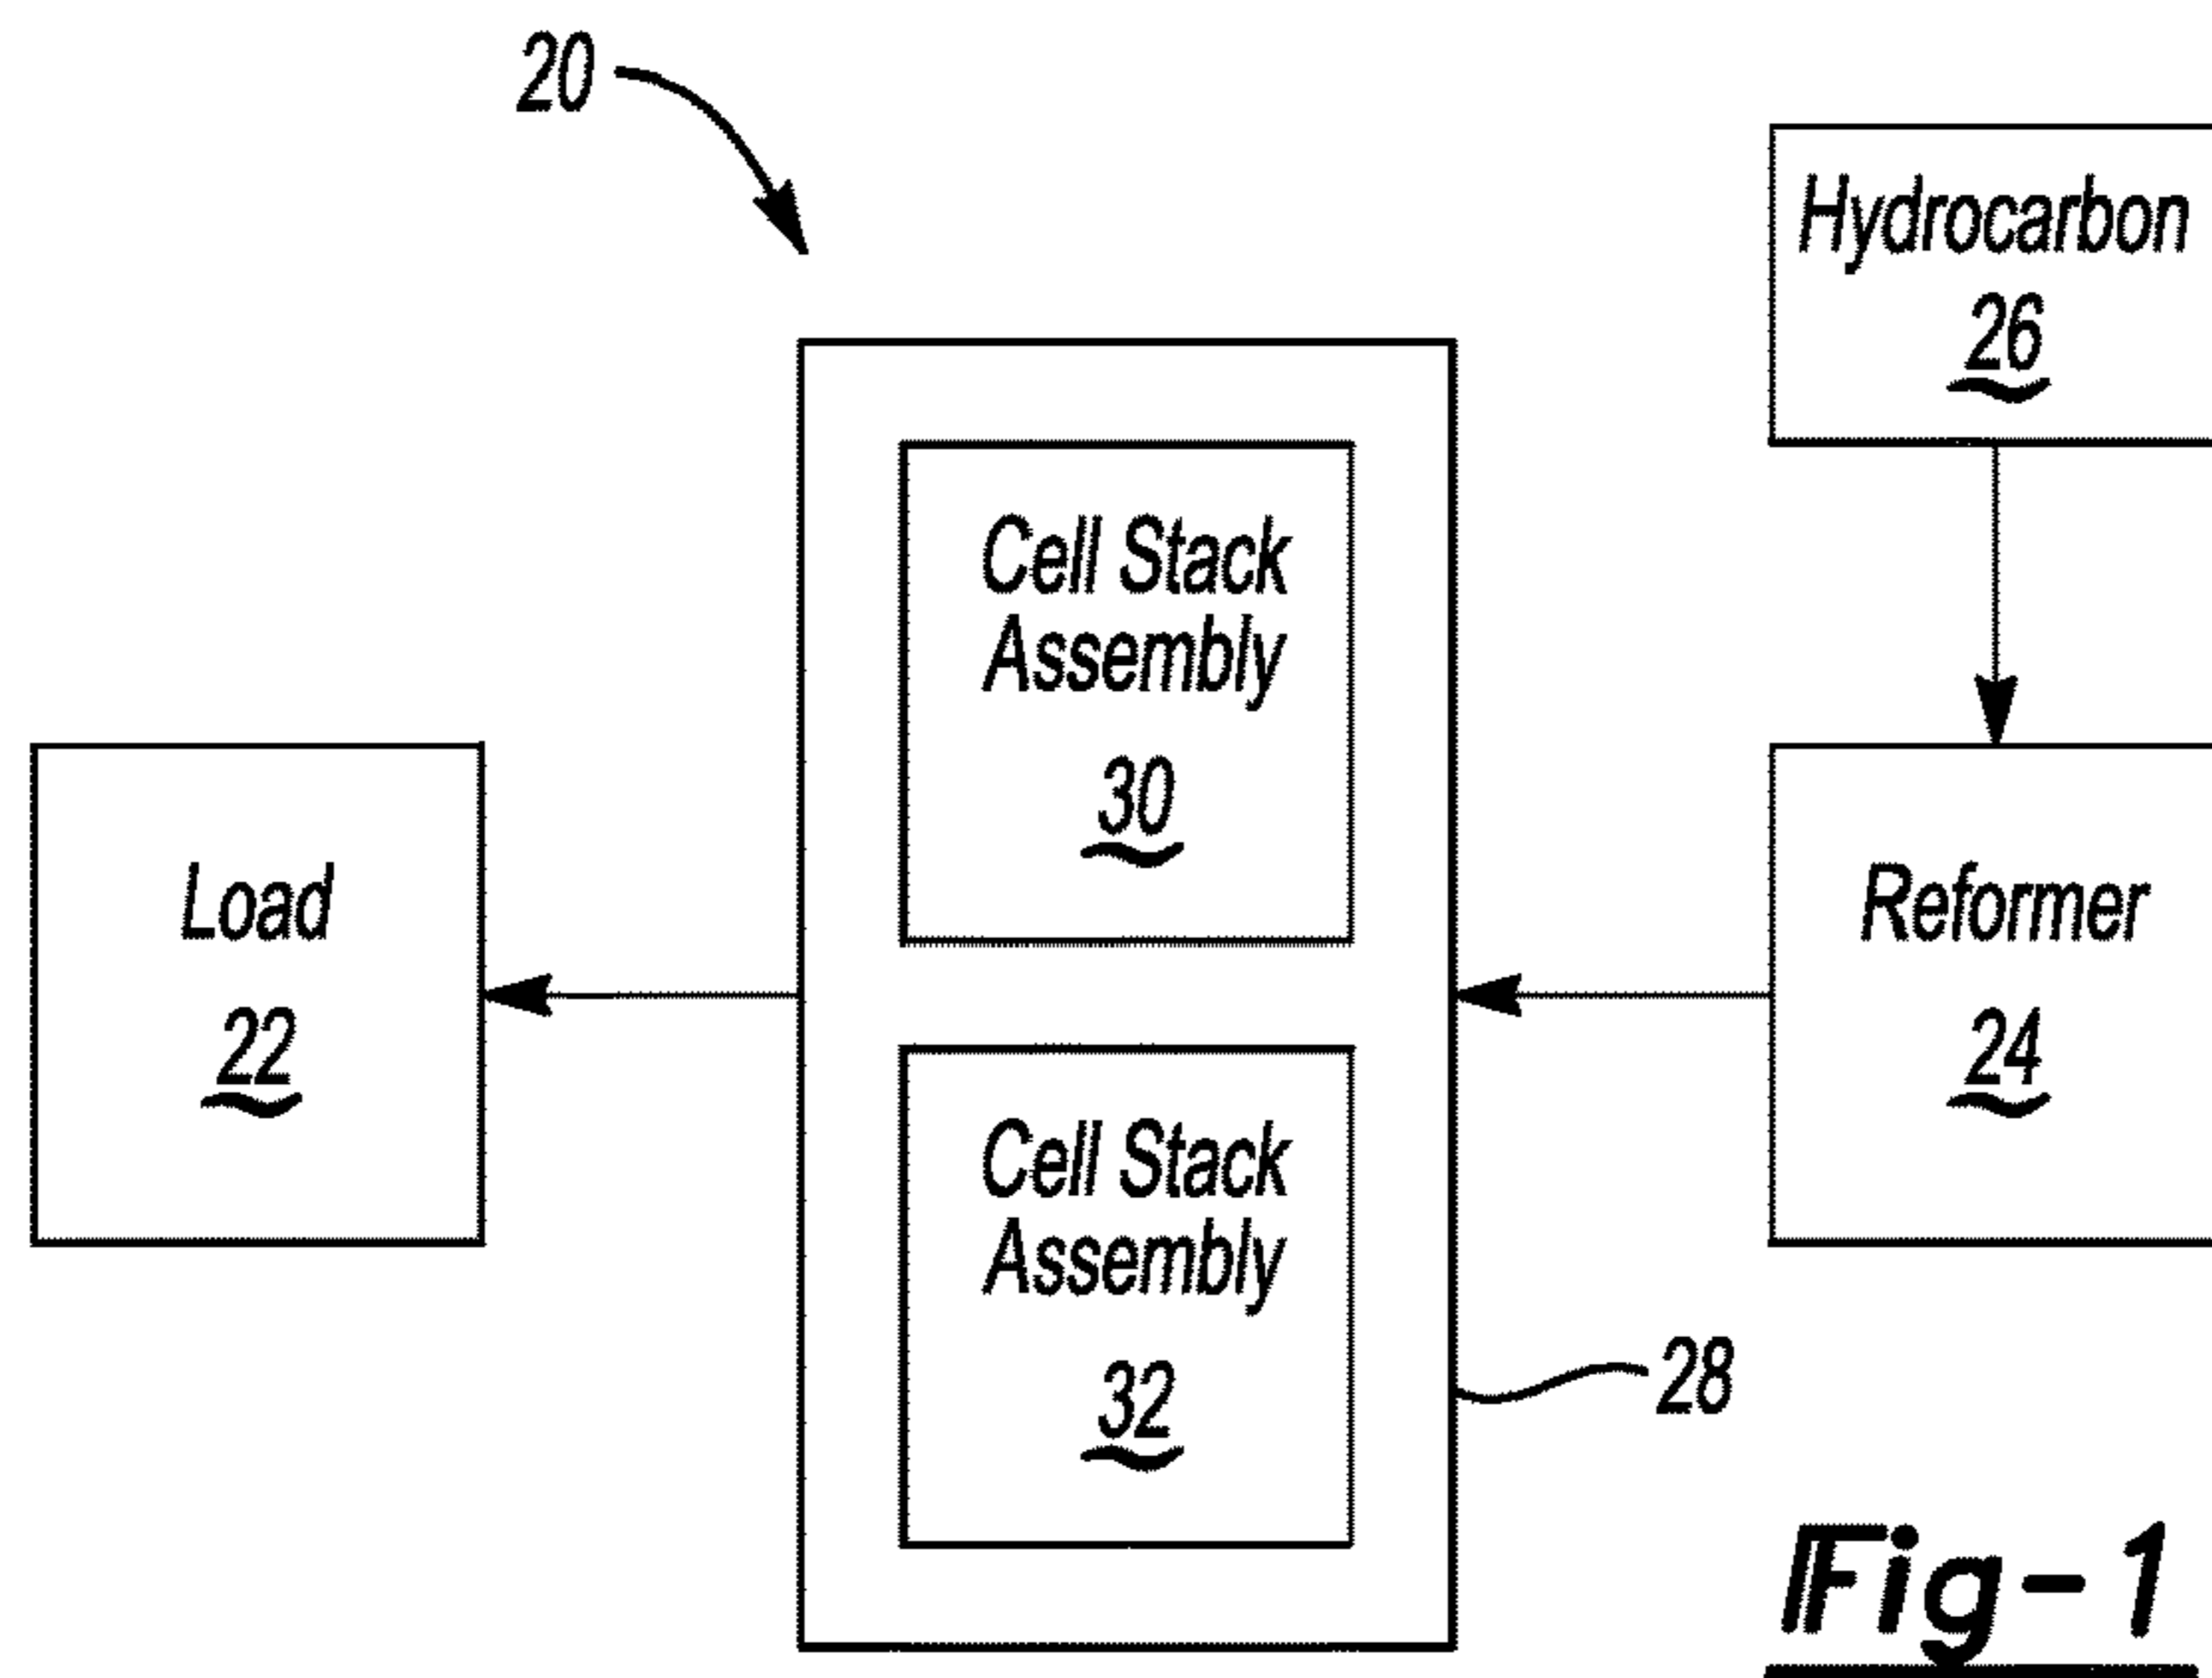 20
Hydrocarbon
26
Cell Stack
Assembly
30
Load
22
Reformer
24
Cell Stack
Assembly
32
28
Fig-1